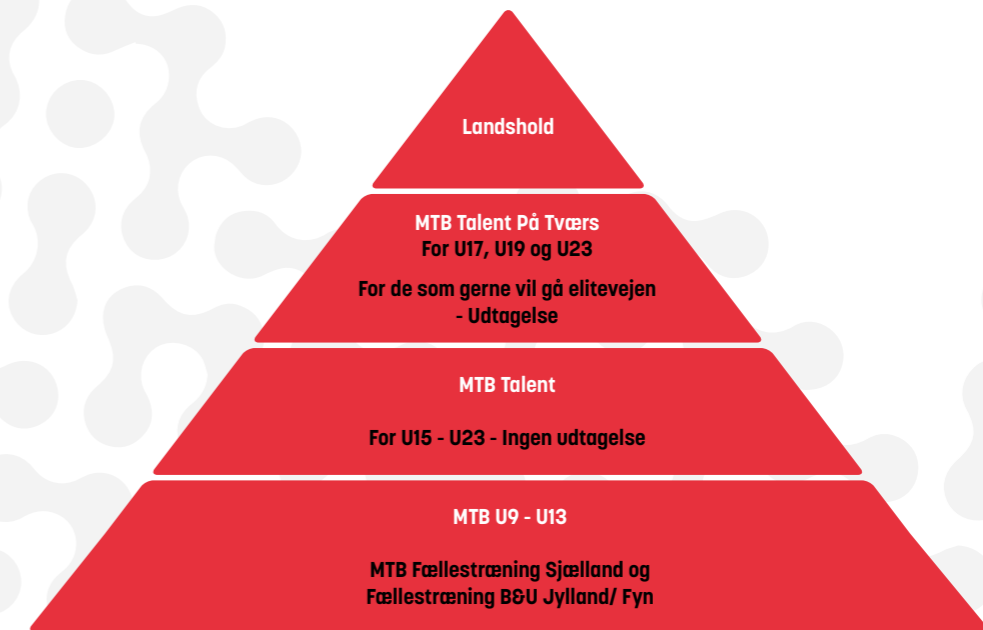 Landshold
MTB Talent På Tværs
For U17, U19 og U23
For de som gerne vil gå elitevejen
- Udtagelse
MTB Talent
For U15 - U23 - Ingen udtagelse
MTB U9 - U13
MTB Fællestræning Sjælland og
Fællestræning B&U Jylland/ Fyn